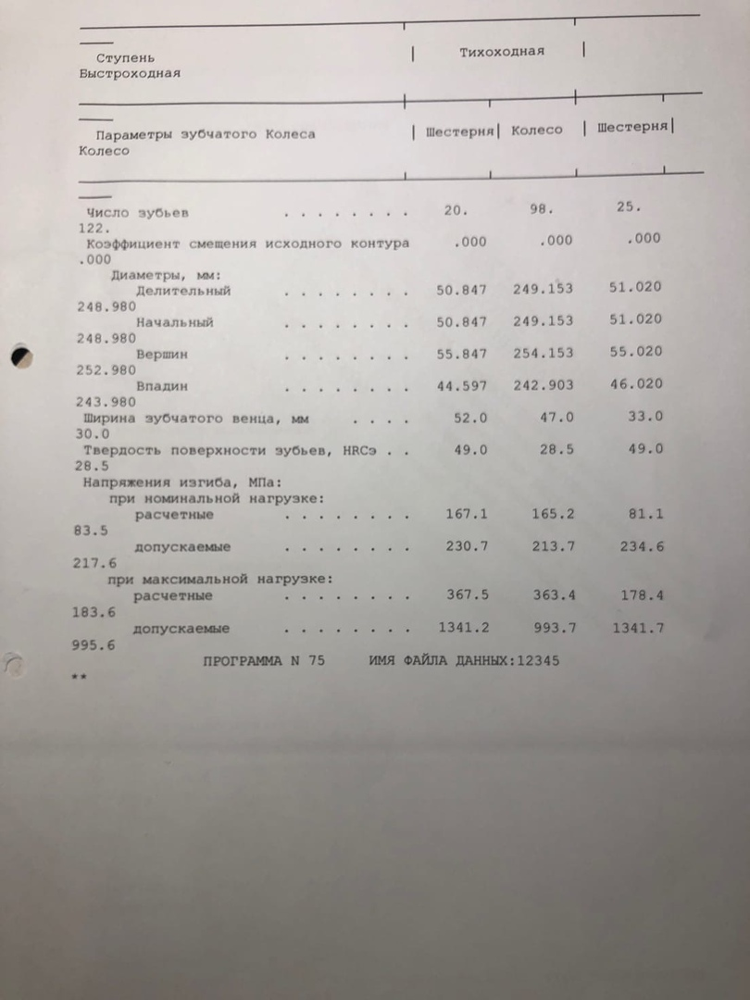 Ступень | Тихоходная |
Быстроходная
Параметры зубчатого Колеса | Шестерня| Колесо | Шестерня|
Колесо
Число зубьев . . . . . . . . 20. 98. 25.
122.
Коэффициент смещения исходного контура .000 .000 .000
.000
Диаметры, мм:
Делительный . . . . . . . . 50.847 249.153 51.020
248.980
Начальный . . . . . . . . 50.847 249.153 51.020
248.980
Вершин . . . . . . . . 55.847 254.153 55.020
252.980
Впадин . . . . . . . . 44.597 242.903 46.020
243.980
Ширина зубчатого венца, мм . . . . 52.0 47.0 33.0
30.0
Твердость поверхности зубьев, HRCэ . . 49.0 28.5 49.0
28.5
Напряжения изгиба, МПа:
при номинальной нагрузке:
расчетные . . . . . . . . 167.1 165.2 81.1
83.5
допускаемые . . . . . . . . 230.7 213.7 234.6
217.6
при максимальной нагрузке:
расчетные . . . . . . . . 367.5 363.4 178.4
183.6
допускаемые . . . . . . . . 1341.2 993.7 1341.7
995.6
ПРОГРАММА N 75 ИМЯ ФАЙЛА ДАННЫХ:12345
**